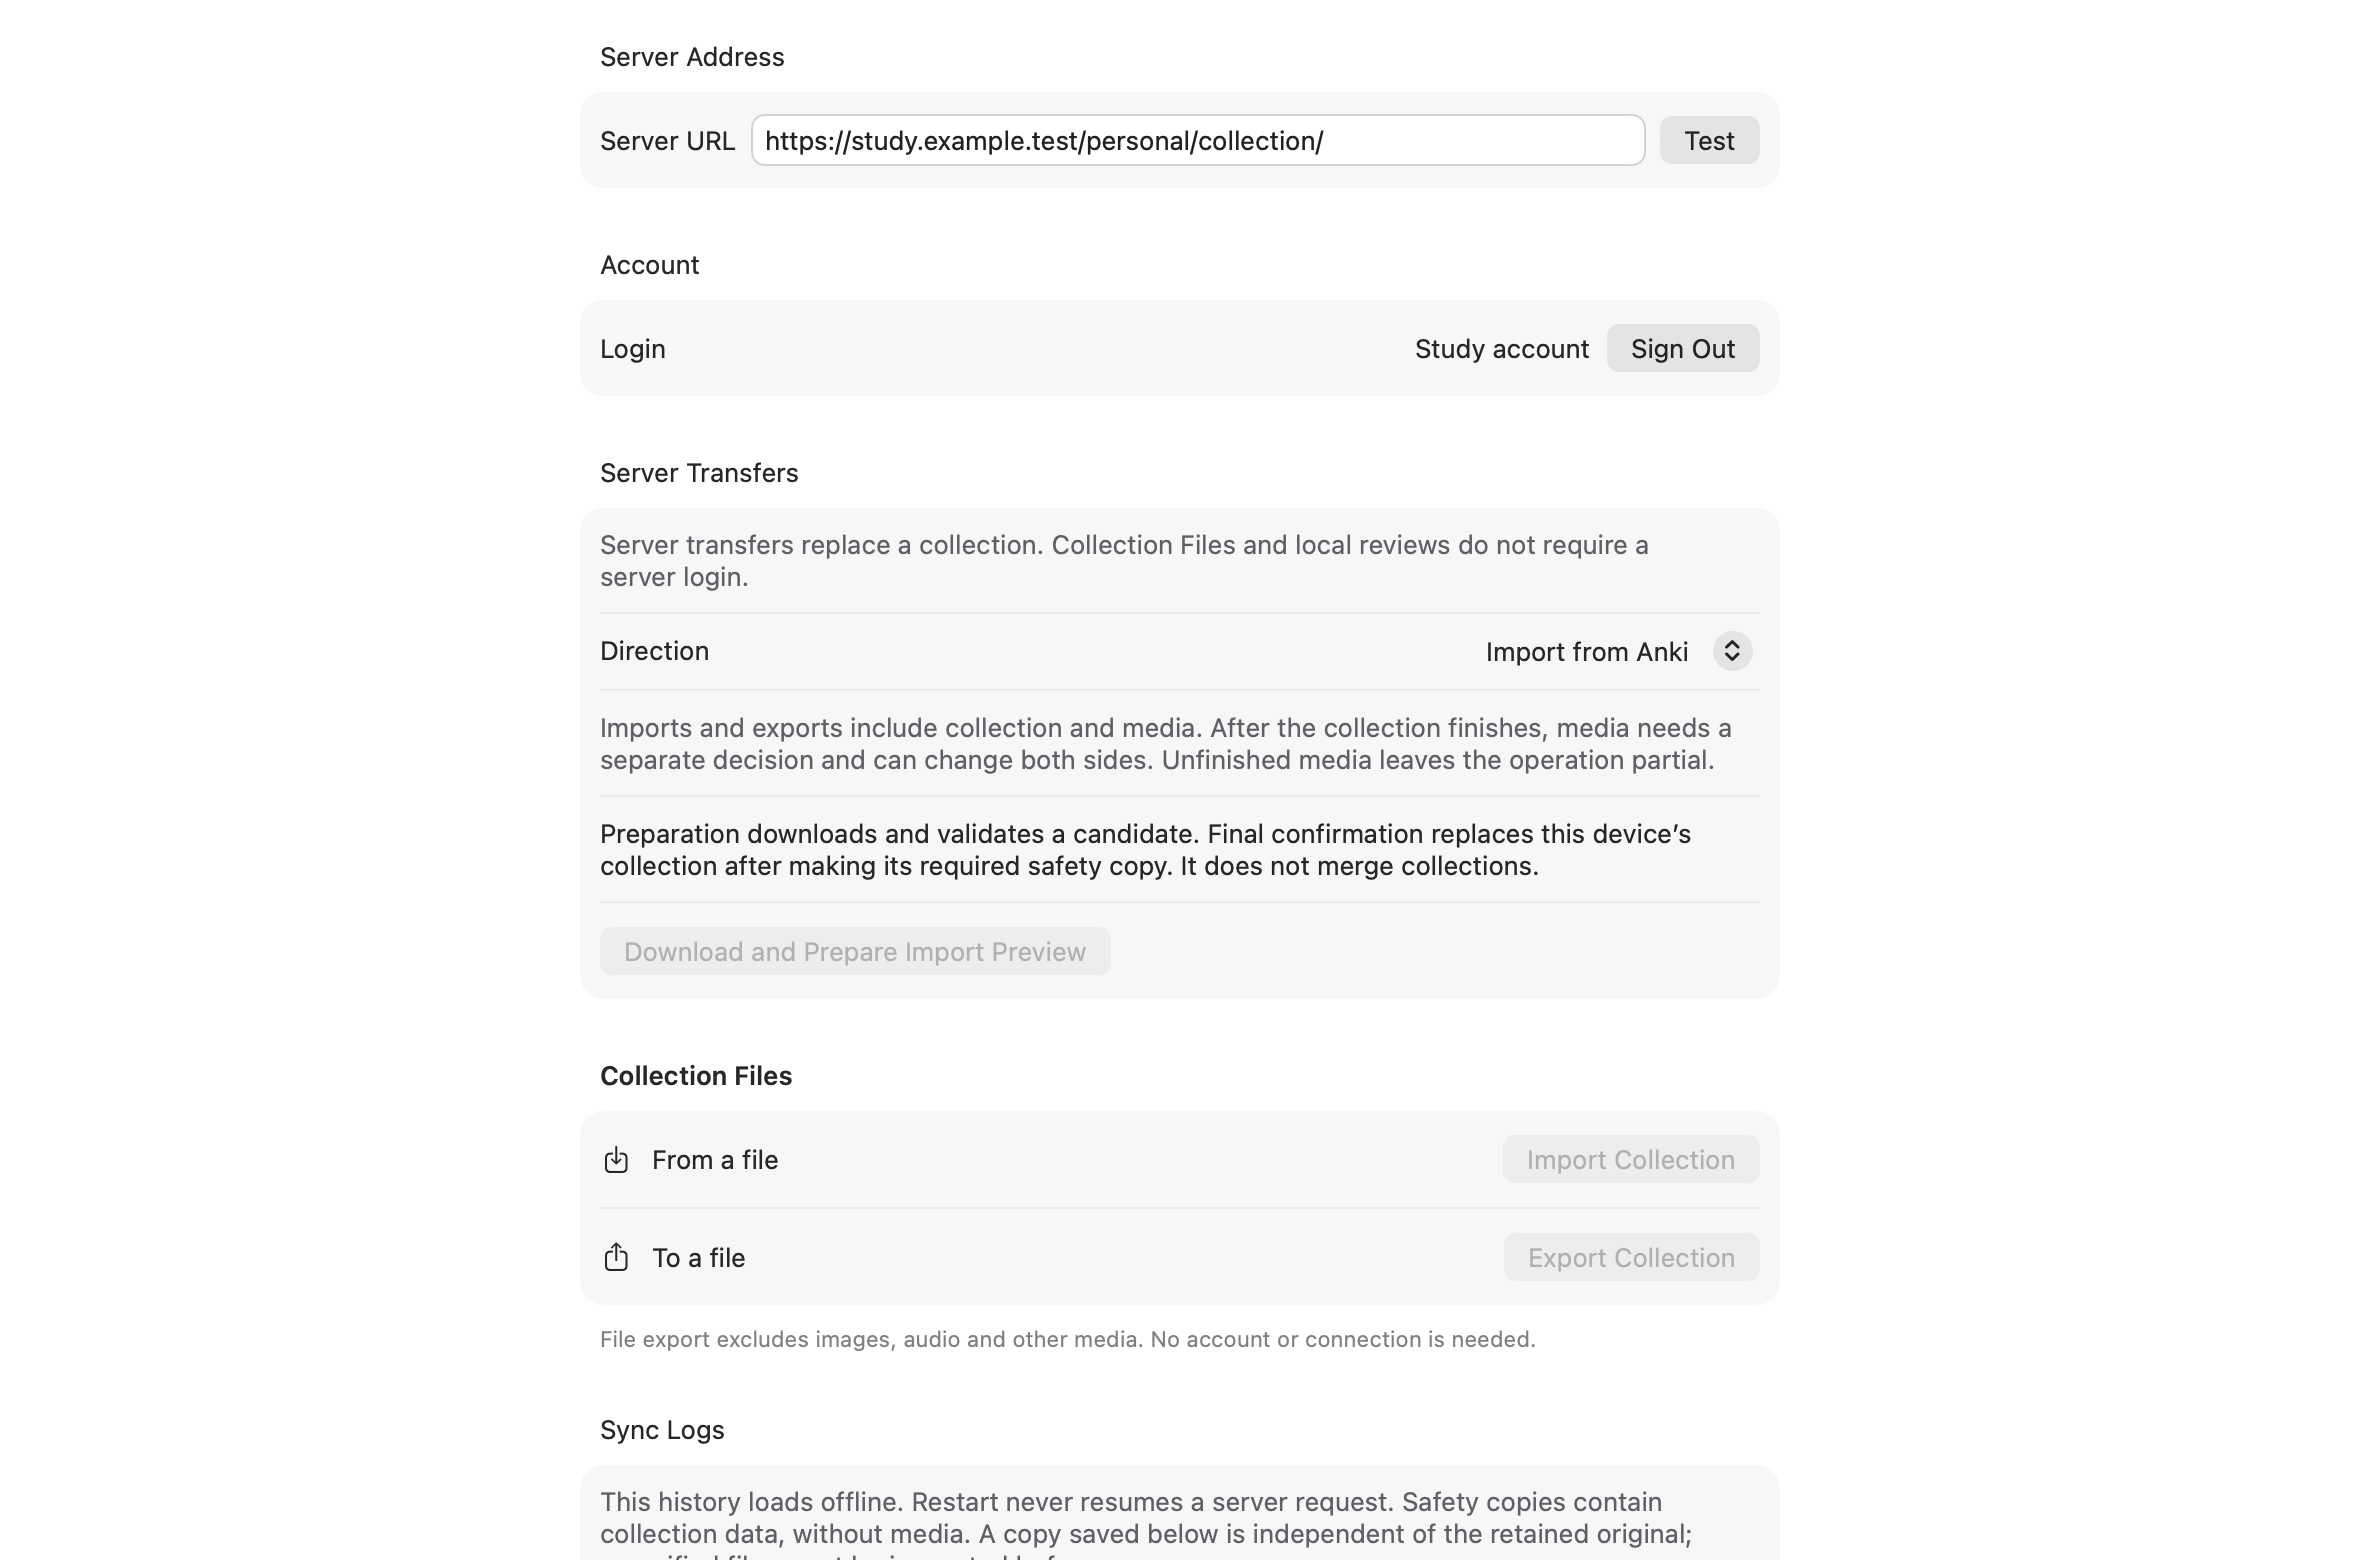 Server Address
Server URL https://study.example.test/personal/collection/ Test
Account
Login Study account Sign Out
Server Transfers
Server transfers replace a collection. Collection Files and local reviews do not require a
server login.
Direction Import from Anki
Imports and exports include collection and media. After the collection finishes, media needs a
separate decision and can change both sides. Unfinished media leaves the operation partial.
Preparation downloads and validates a candidate. Final confirmation replaces this device’s
collection after making its required safety copy. It does not merge collections.
Download and Prepare Import Preview
Collection Files
From a file Import Collection
To a file Export Collection
File export excludes images, audio and other media. No account or connection is needed.
Sync Logs
This history loads offline. Restart never resumes a server request. Safety copies contain
collection data, without media. A copy saved below is independent of the retained original;